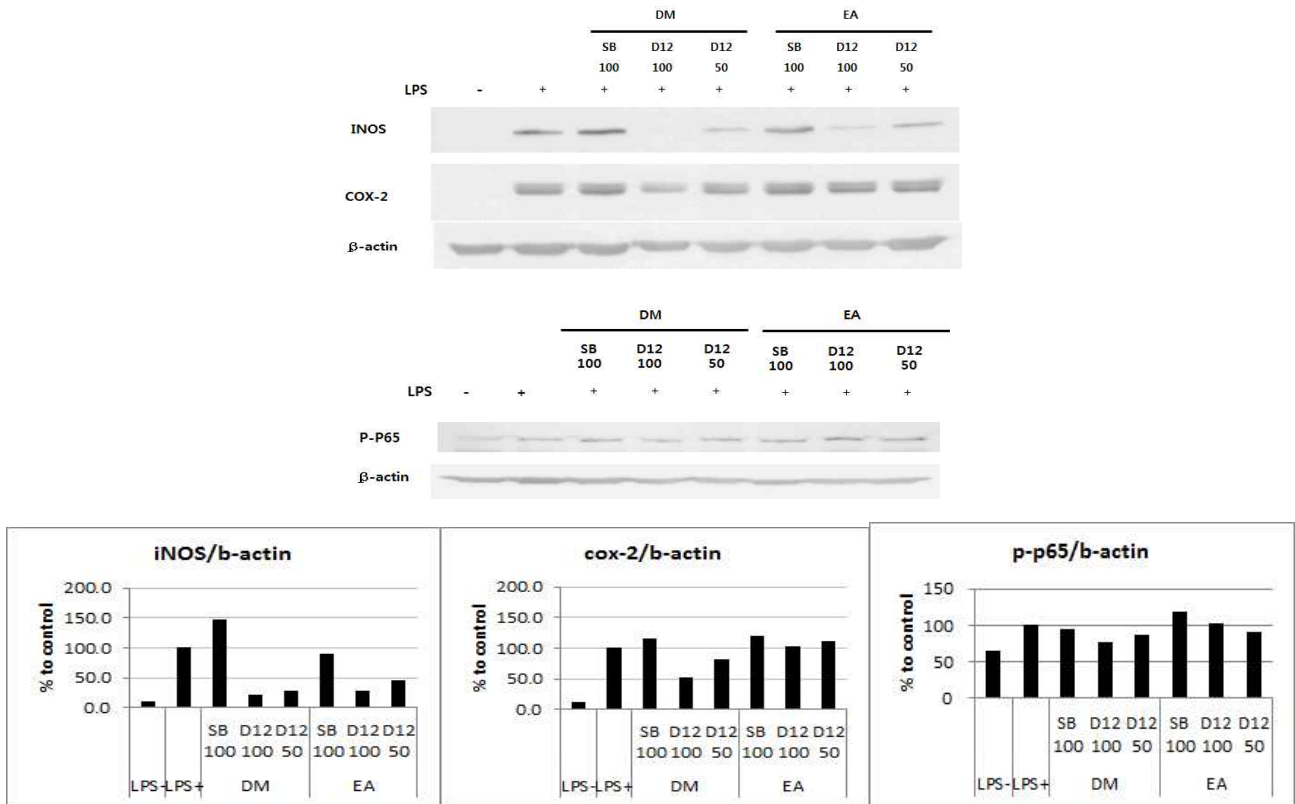 DM EA
SB D12 D12 SB D12 D12
100 100 50 100 100 50
LPS - + + + + + + +
INOS
COX-2
β-actin
DM EA
SB D12 D12 SB D12 D12
100 100 50 100 100 50
LPS - + + + + + + +
P-P65
β-actin
iNOS/b-actin
% to control
200.0
150.0
100.0
50.0
0.0
SB D12 D12 SB D12 D12
100 100 50 100 100 50
LPS- LPS+ DM EA
cox-2/b-actin
% to control
200.0
150.0
100.0
50.0
0.0
SB D12 D12 SB D12 D12
100 100 50 100 100 50
LPS- LPS+ DM EA
p-p65/b-actin
% to control
150
100
50
0
SB D12 D12 SB D12 D12
100 100 50 100 100 50
LPS- LPS+ DM EA